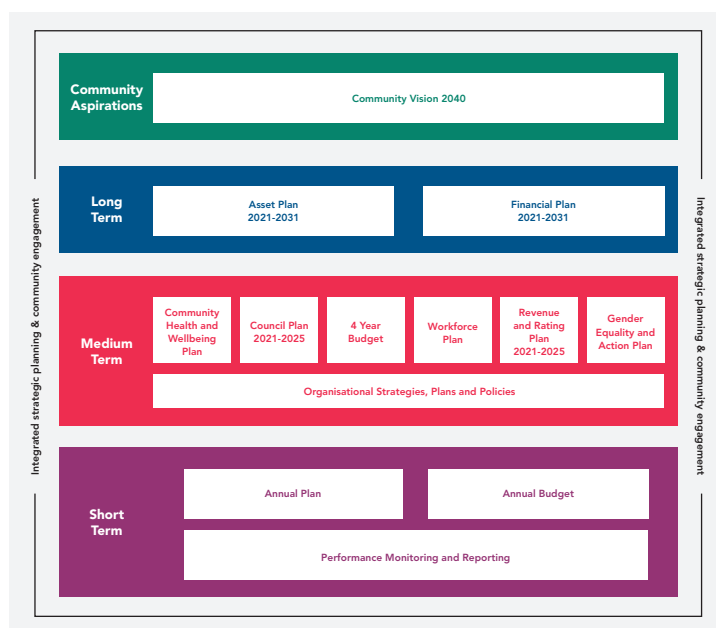 Community
Aspirations
Community Vision 2040
Long
Term
Asset Plan
2021-2031
Financial Plan
2021-2031
Medium
Term
Community
Health and
Wellbeing
Plan
Council Plan
2021-2025
4 Year
Budget
Workforce
Plan
Revenue
and Rating
Plan
2021-2025
Gender
Equality and
Action Plan
Organisational Strategies, Plans and Policies
Short
Term
Annual Plan
Annual Budget
Performance Monitoring and Reporting
Integrated strategic planning & community engagement
Integrated strategic planning & community engagement